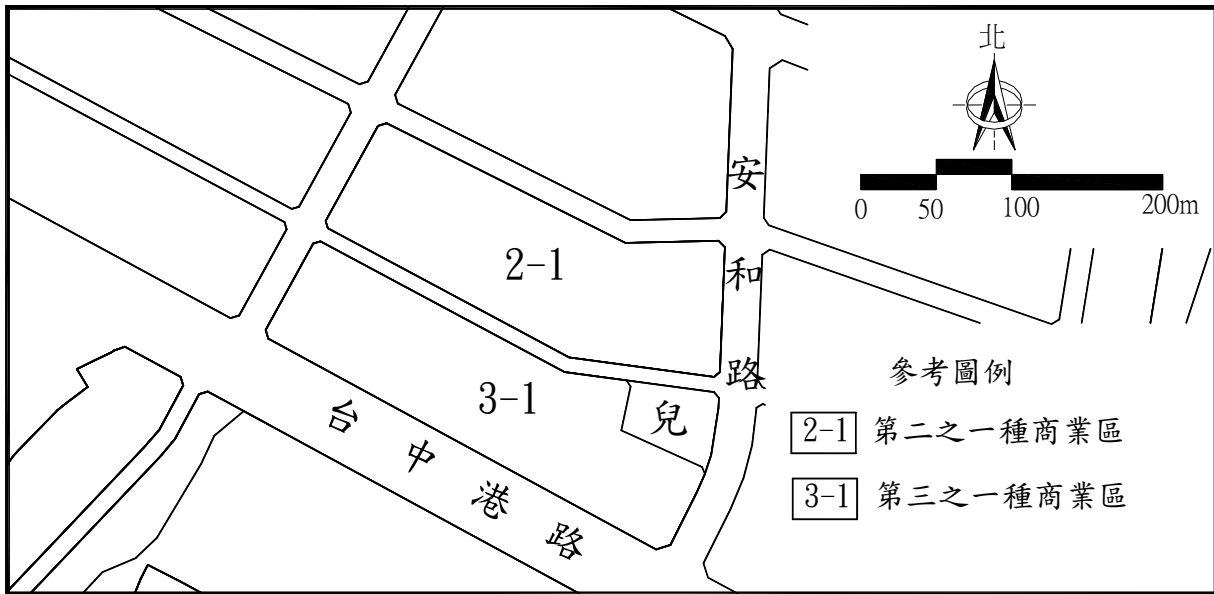 北
0 50 100 200m
安和路
2-1
3-1
兒
台中港路
參考圖例
2-1 第二之一種商業區
3-1 第三之一種商業區